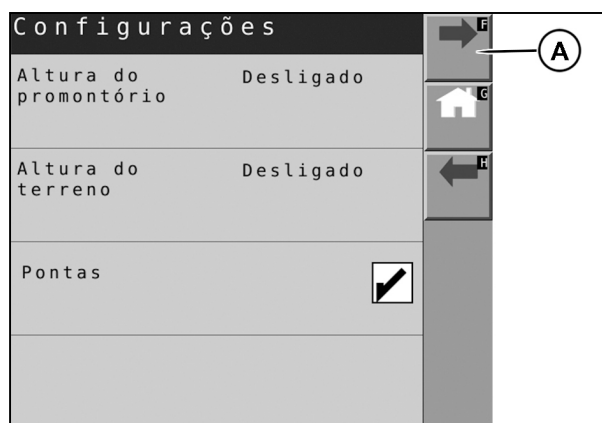 Configurações
F
A
Altura do
promontório
Desligado
G
Altura do
terreno
Desligado
H
Pontas